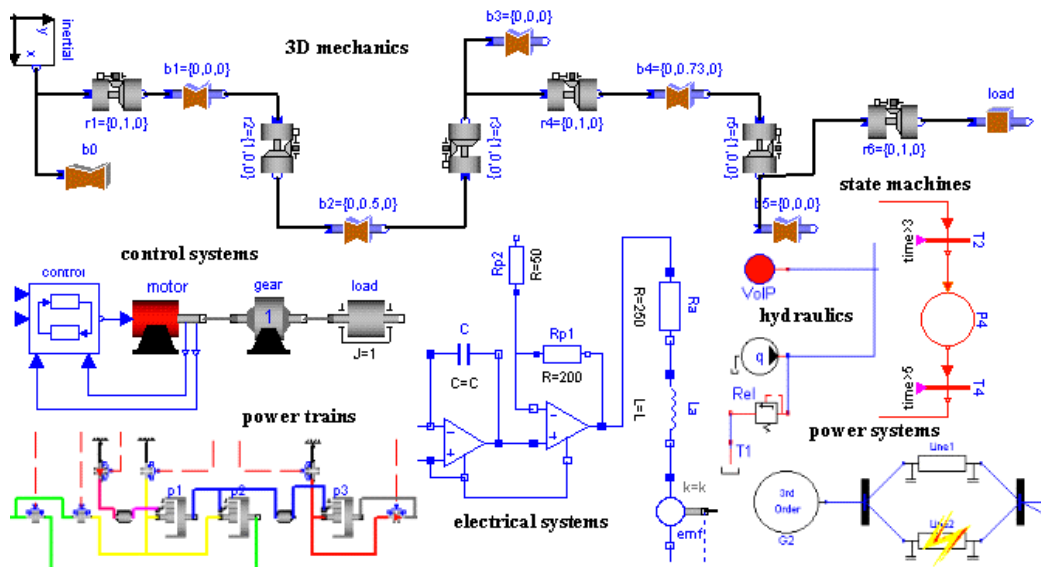 y
x
inertial
3D mechanics
b3={0,0,0}
b1={0,0,0}
b4={0,0.73,0}
load
r1={0,1,0}
r2={1,0,0}
r3={1,0,0}
r4={0,1,0}
r5={1,0,0}
r6={0,1,0}
b0
b2={0,0.5,0}
b5={0,0,0}
state machines
control systems
control
motor
gear
load
1
J=1
Rp2
R=50
C
C=C
Rp1
R=200
R=250
Ra
L=L
La
k=k
emf
electrical systems
VolP
hydraulics
q
Rel
T1
time>3
T2
P4
time>5
T4
power trains
p1
p2
p3
power systems
3rd
Order
G2
Line1
Line2